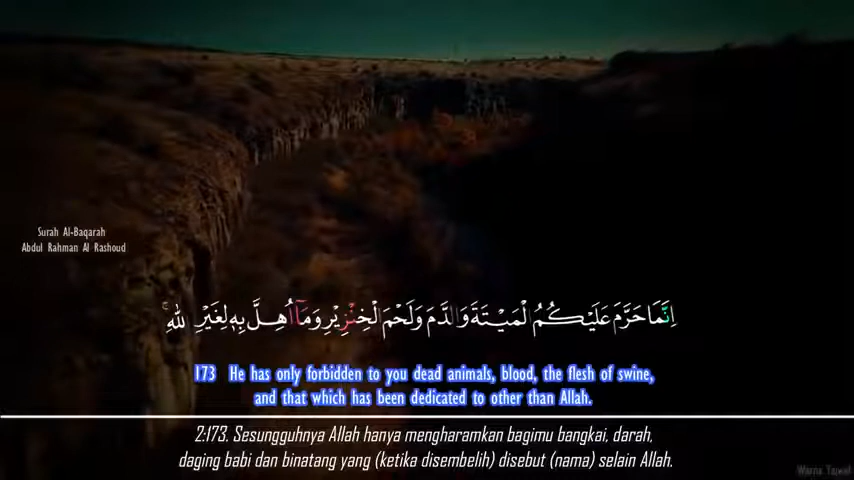 Surah Al-Baqarah
Abdul Rahman Al Rashoud
اِنَّمَا حَرَّمَ عَلَيْكُمُ الْمَيْتَةَ وَالدَّمَ وَلَحْمَ الْخِنْزِيْرِ وَمَآ اُهِلَّ بِهٖ لِغَيْرِ اللّٰهِ ۚ
173 He has only forbidden to you dead animals, blood, the flesh of swine,
and that which has been dedicated to other than Allah.
2:173. Sesungguhnya Allah hanya mengharamkan bagimu bangkai, darah,
daging babi dan binatang yang (ketika disembelih) disebut (nama) selain Allah.
Warna Tajwid